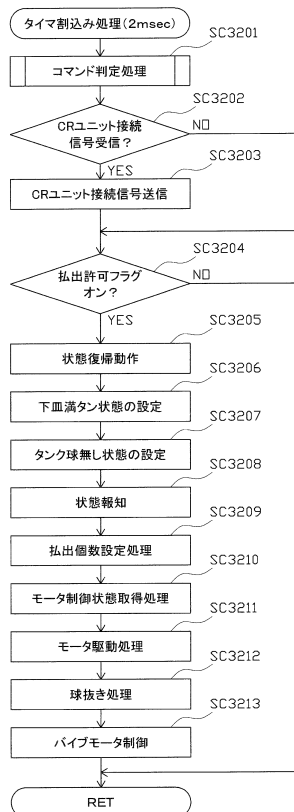 タイマ割込み処理(2msec)
SC3201
コマンド判定処理
SC3202
CRユニット接続
信号受信?
NO
YES
SC3203
CRユニット接続信号送信
SC3204
払出許可フラグ
オン?
NO
YES
SC3205
状態復帰動作
SC3206
下皿満タン状態の設定
SC3207
タンク球無し状態の設定
SC3208
状態報知
SC3209
払出個数設定処理
SC3210
モータ制御状態取得処理
SC3211
モータ駆動処理
SC3212
球抜き処理
SC3213
バイブモータ制御
RET